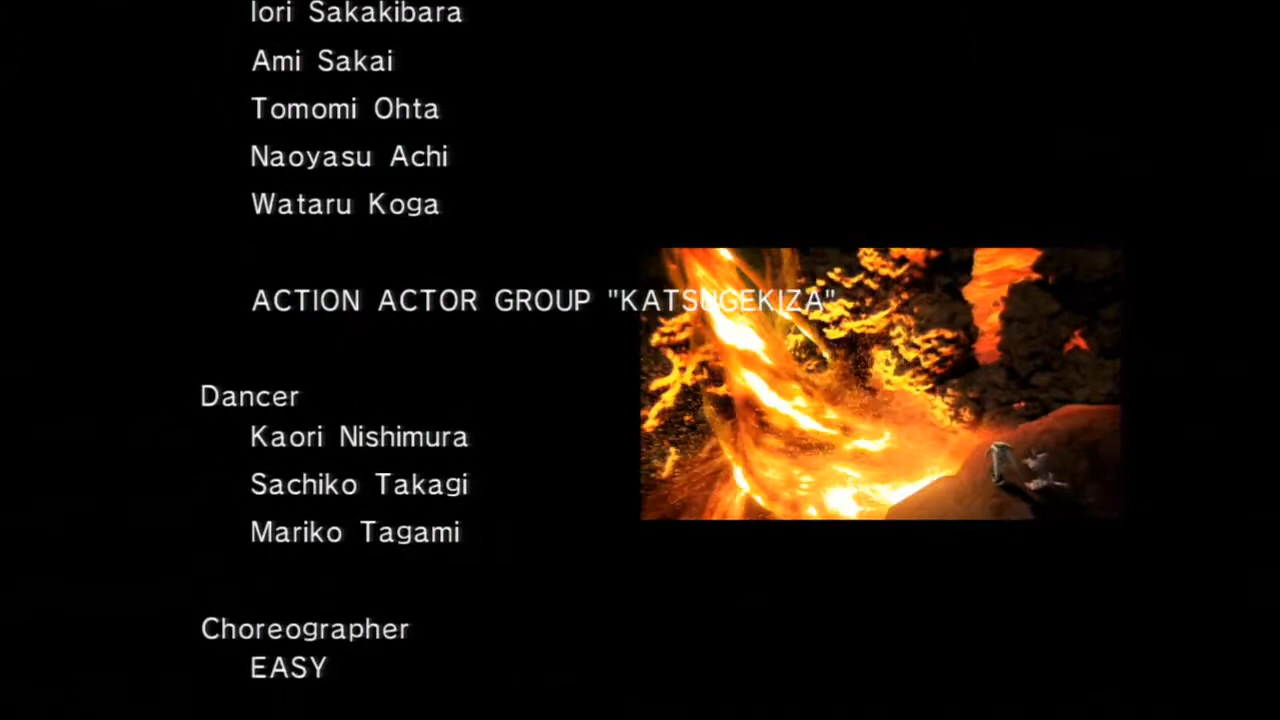 Iori Sakakibara
Ami Sakai
Tomomi Ohta
Naoyasu Achi
Wataru Koga
ACTION ACTOR GROUP "KATSUGEKIZA"
Dancer
Kaori Nishimura
Sachiko Takagi
Mariko Tagami
Choreographer
EASY